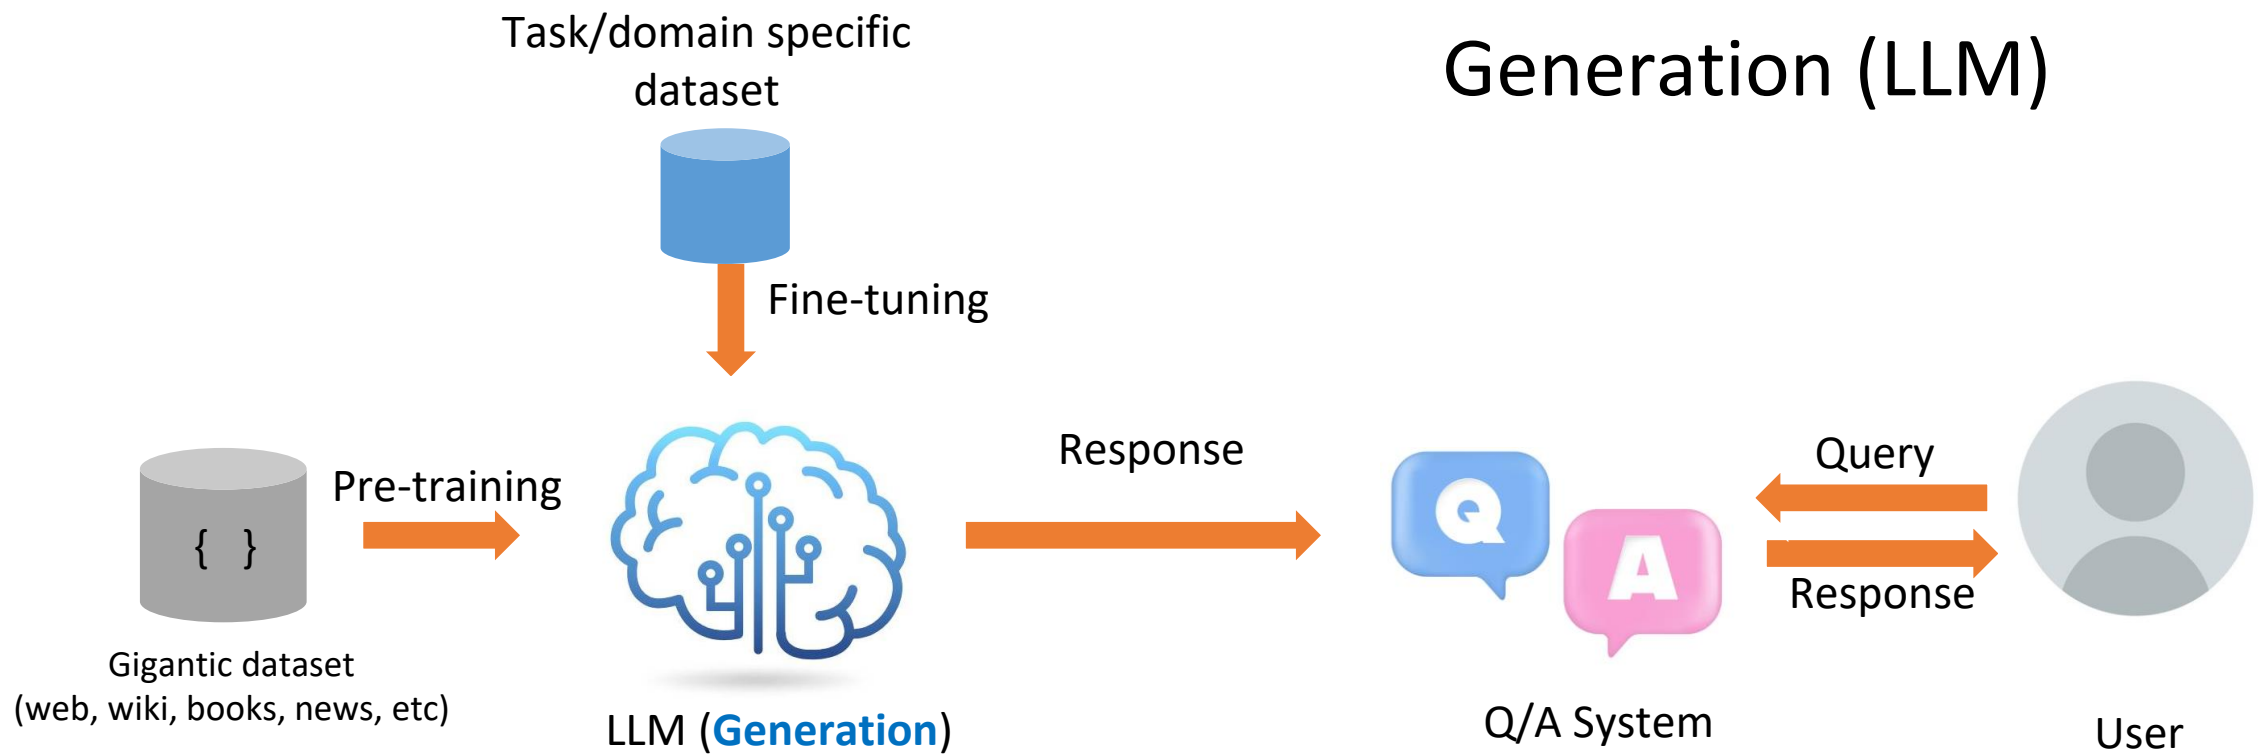 Task/domain specific
dataset
Generation (LLM)
Fine-tuning
Pre-training
{ }
Gigantic dataset
(web, wiki, books, news, etc)
LLM (Generation)
Response
Q
A
Q/A System
Query
Response
User